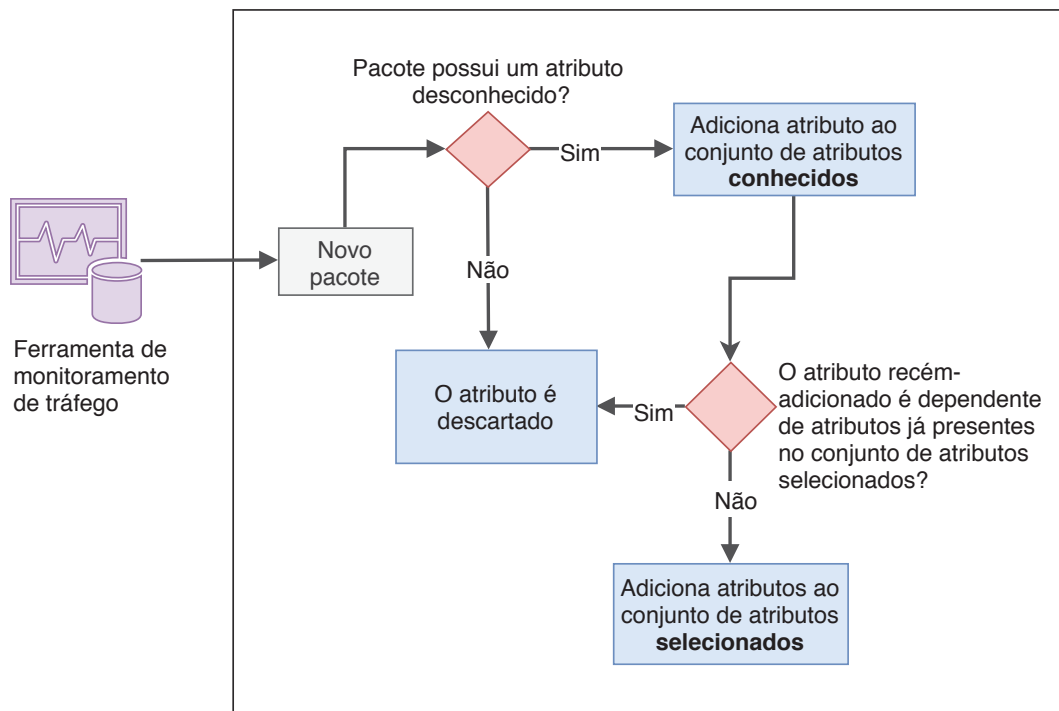 Pacote possui um atributo
desconhecido?
Sim
Adiciona atributo ao
conjunto de atributos
conhecidos
Novo
pacote
Não
Ferramenta de
monitoramento
de tráfego
O atributo é
descartado
Sim
O atributo recém-
adicionado é dependente
de atributos já presentes
no conjunto de atributos
selecionados?
Não
Adiciona atributos ao
conjunto de atributos
selecionados